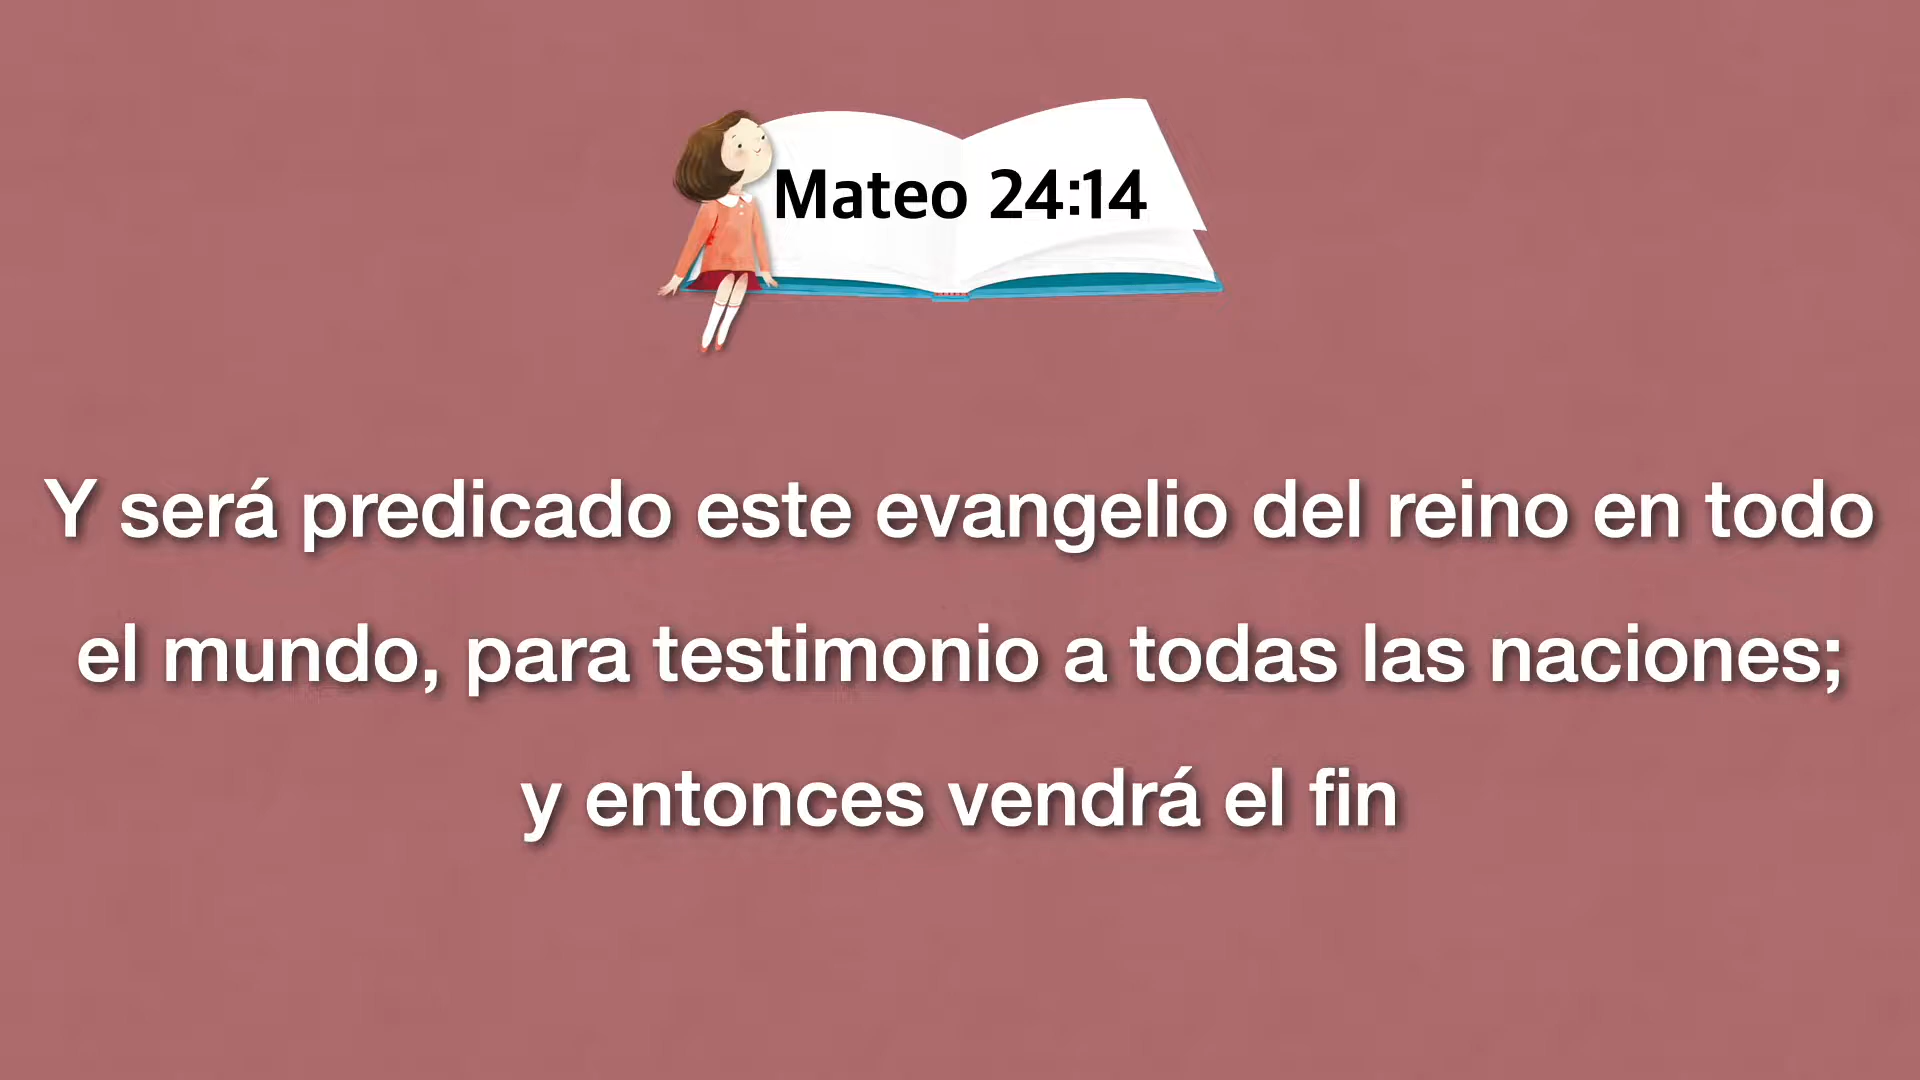 Mateo 24:14
Y será predicado este evangelio del reino en todo
el mundo, para testimonio a todas las naciones;
y entonces vendrá el fin